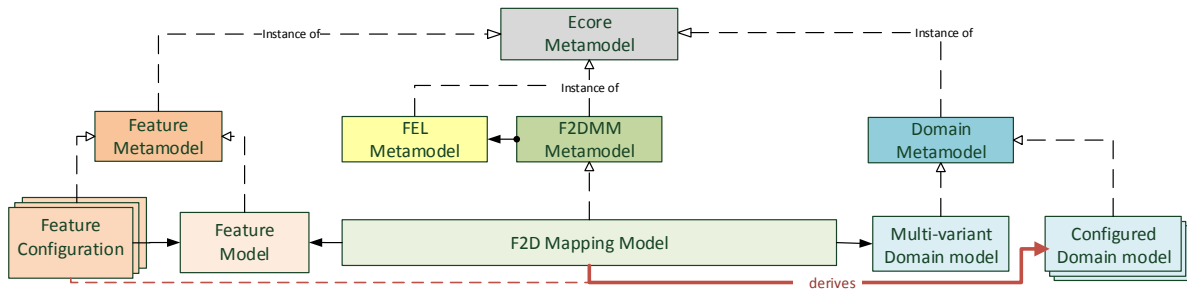 Ecore
Metamodel
Instance of
Instance of
Instance of
Feature
Metamodel
FEL
Metamodel
F2DMM
Metamodel
Domain
Metamodel
Feature
Configuration
Feature
Model
F2D Mapping Model
Multi-variant
Domain model
Configured
Domain model
derives